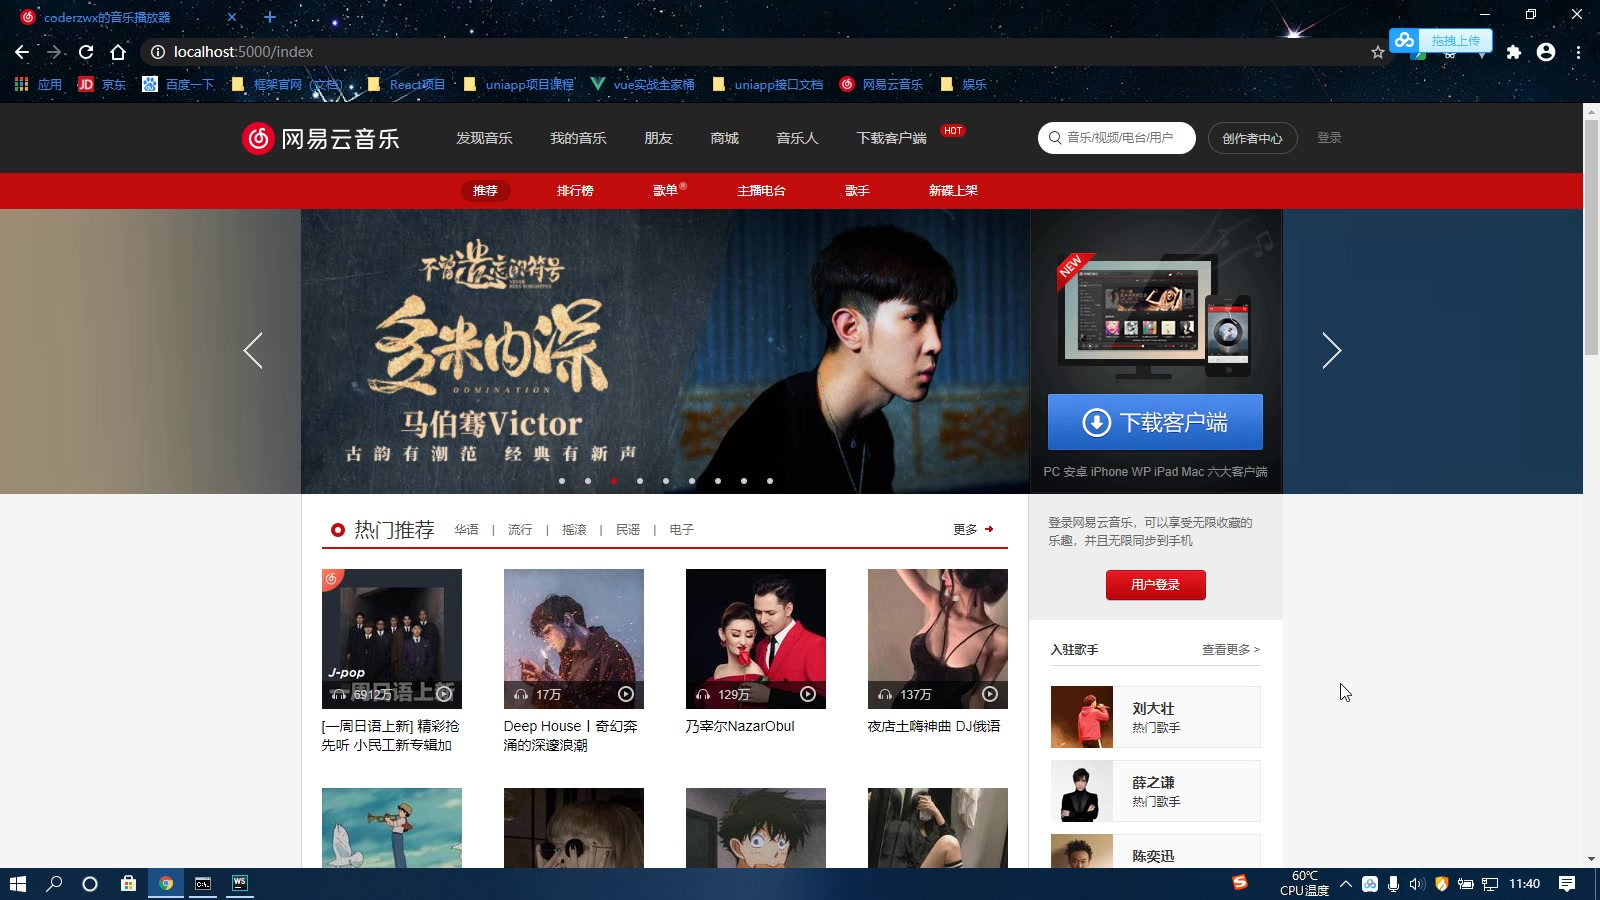 coderzwx的音乐播放器
localhost:5000/index
拖拽上传
应用
JD 京东
百度一下
框架官网（文档）
React项目
uniapp项目课程
vue实战全家桶
uniapp接口文档
网易云音乐
娱乐
网易云音乐
发现音乐
我的音乐
朋友
商城
音乐人
下载客户端
HOT
音乐/视频/电台/用户
创作者中心
登录
推荐
排行榜
歌单®
主播电台
歌手
新碟上架
不曾遗忘的符号
NEVER BEEN FORGOTTEN
多米内深
DOMINATION
马伯骞Victor
古韵有潮范 经典有新声
NEW
下载客户端
PC 安卓 iPhone WP iPad Mac 六大客户端
热门推荐
华语 | 流行 | 摇滚 | 民谣 | 电子
更多
登录网易云音乐，可以享受无限收藏的
乐趣，并且无限同步到手机
用户登录
J-pop
一周日语上新
6912万
17万
129万
137万
[一周日语上新] 精彩抢
先听 小民工新专辑加
Deep House丨奇幻奔
涌的深邃浪潮
乃宰尔NazarObul
夜店土嗨神曲 DJ俄语
入驻歌手
查看更多 >
刘大壮
热门歌手
薛之谦
热门歌手
陈奕迅
WS
60℃
CPU温度
11:40